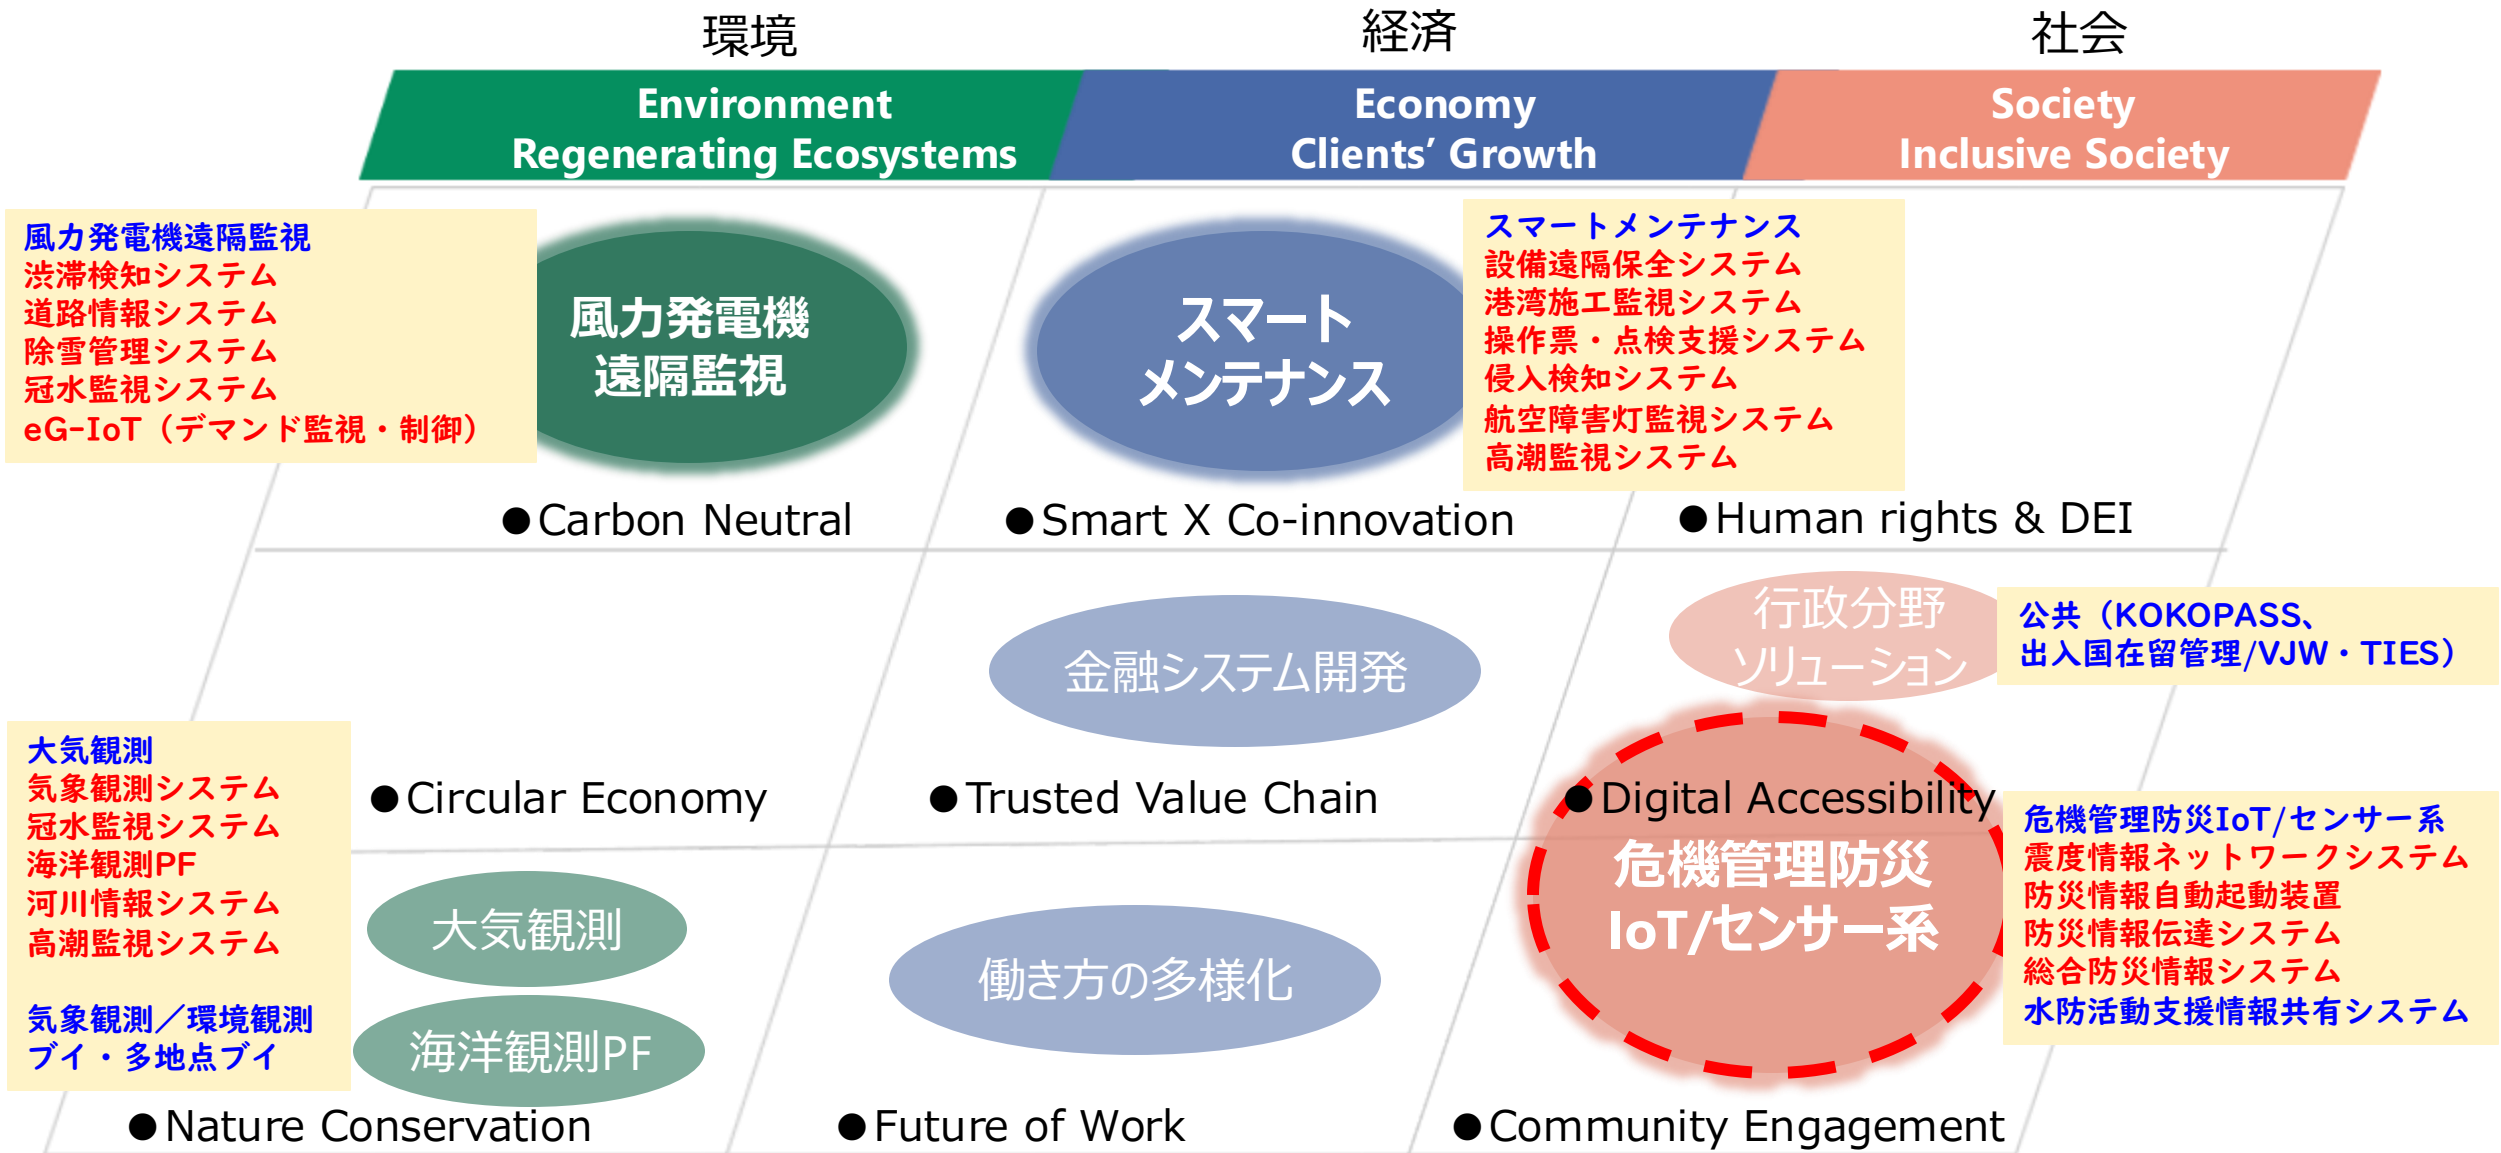 環境
経済
社会
Environment
Regenerating Ecosystems
Economy
Clients’ Growth
Society
Inclusive Society
風力発電機遠隔監視
渋滞検知システム
道路情報システム
除雪管理システム
冠水監視システム
eG-IoT（デマンド監視・制御）
風力発電機
遠隔監視
スマート
メンテナンス
スマートメンテナンス
設備遠隔保全システム
港湾施工監視システム
操作票・点検支援システム
侵入検知システム
航空障害灯監視システム
高潮監視システム
●Carbon Neutral
●Smart X Co-innovation
●Human rights & DEI
金融システム開発
行政分野
ソリューション
公共（KOKOPASS、
出入国在留管理/VJW・TIES）
大気観測
気象観測システム
冠水監視システム
海洋観測PF
河川情報システム
高潮監視システム
気象観測／環境観測
ブイ・多地点ブイ
●Circular Economy
●Trusted Value Chain
●Digital Accessibility
大気観測
海洋観測PF
働き方の多様化
危機管理防災
IoT/センサー系
危機管理防災IoT/センサー系
震度情報ネットワークシステム
防災情報自動起動装置
防災情報伝達システム
総合防災情報システム
水防活動支援情報共有システム
●Nature Conservation
●Future of Work
●Community Engagement